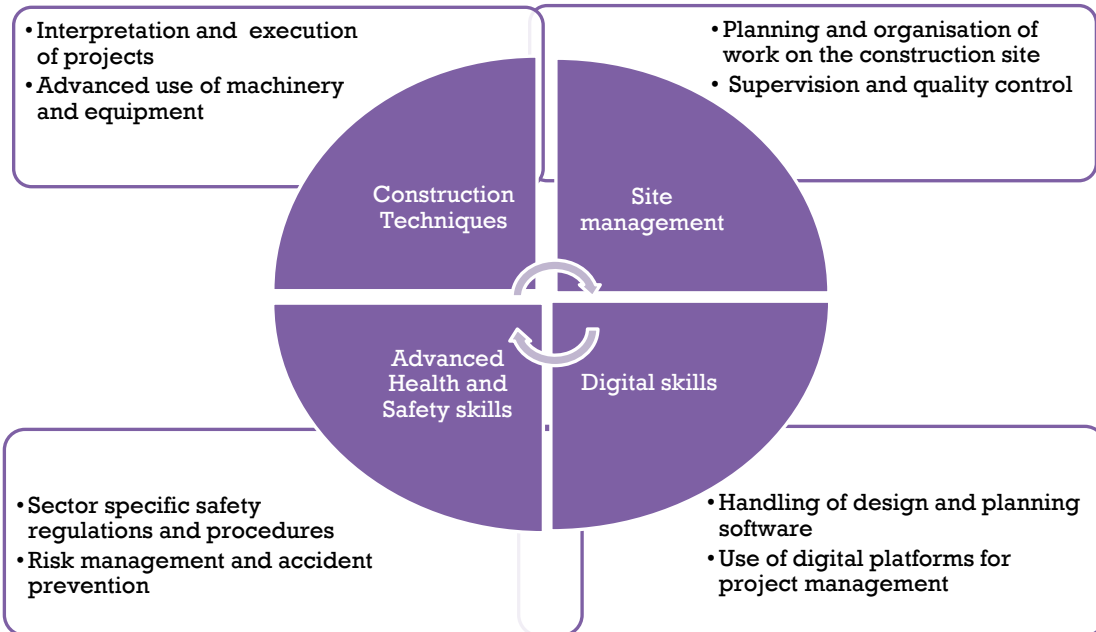 • Interpretation and execution
of projects
• Advanced use of machinery
and equipment
• Planning and organisation of
work on the construction site
• Supervision and quality control
Construction
Techniques
Site
management
Advanced
Health and
Safety skills
Digital skills
• Sector specific safety
regulations and procedures
• Risk management and accident
prevention
• Handling of design and planning
software
• Use of digital platforms for
project management